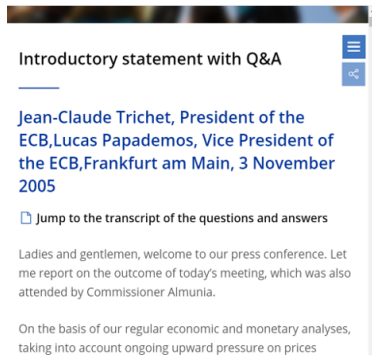 Introductory statement with Q&A
Jean-Claude Trichet, President of the
ECB,Lucas Papademos, Vice President of
the ECB,Frankfurt am Main, 3 November
2005
Jump to the transcript of the questions and answers
Ladies and gentlemen, welcome to our press conference. Let
me report on the outcome of today’s meeting, which was also
attended by Commissioner Almunia.
On the basis of our regular economic and monetary analyses,
taking into account ongoing upward pressure on prices